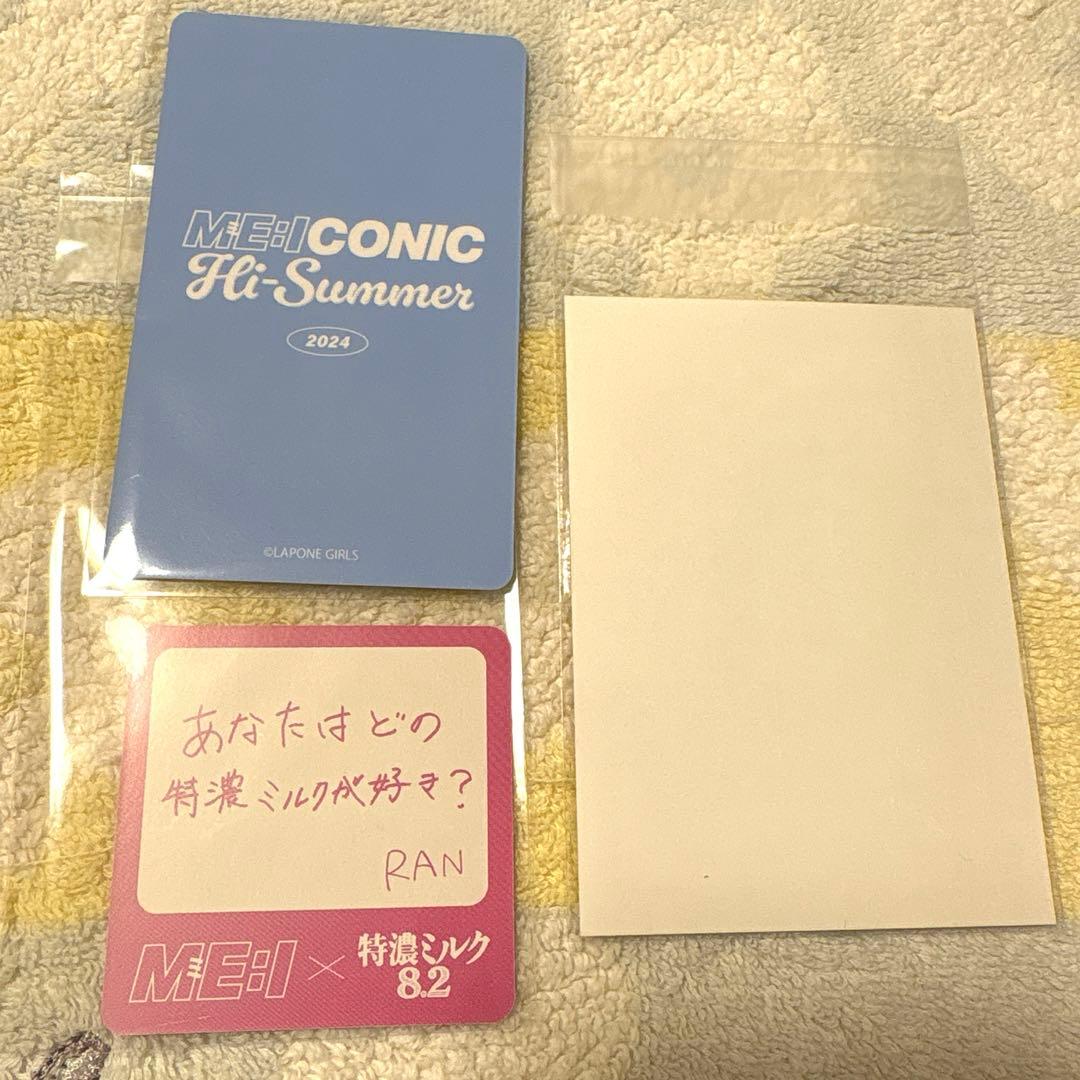 ME:ICONIC
Hi-Summer
2024
©LAPONE GIRLS
あなたはどの
特濃ミルクが好き?
RAN
ME:I × 特濃ミルク
8.2